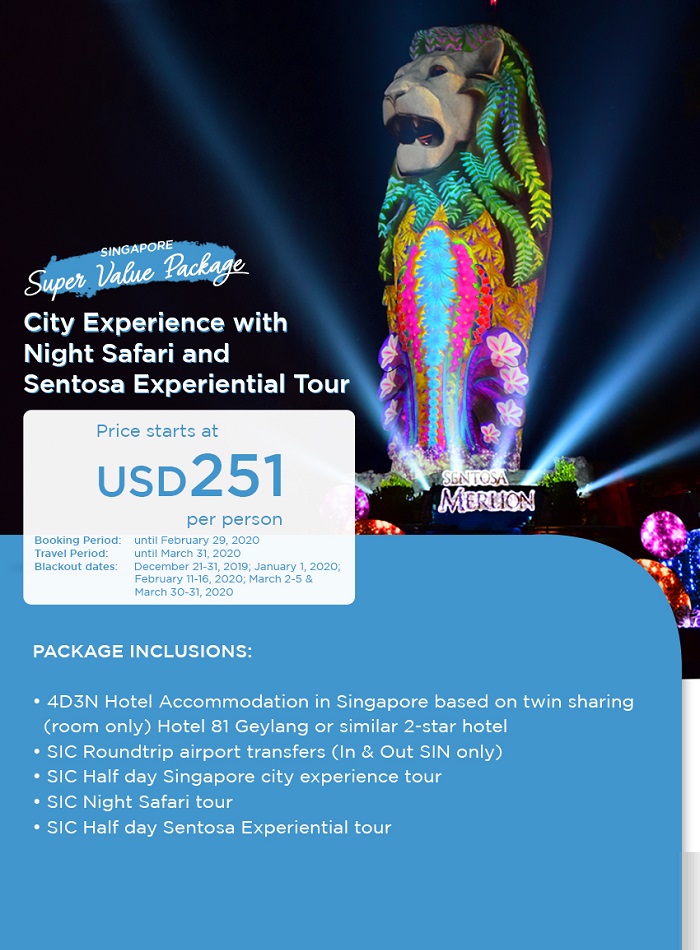 SINGAPORE
Super Value Package
City Experience with
Night Safari and
Sentosa Experiential Tour
Price starts at
USD251
per person
Booking Period: until February 29, 2020
Travel Period: until March 31, 2020
Blackout dates: December 21-31, 2019; January 1, 2020;
February 11-16, 2020; March 2-5 &
March 30-31, 2020
SENTOSA
MERLION
PACKAGE INCLUSIONS:
• 4D3N Hotel Accommodation in Singapore based on twin sharing
(room only) Hotel 81 Geylang or similar 2-star hotel
• SIC Roundtrip airport transfers (In & Out SIN only)
• SIC Half day Singapore city experience tour
• SIC Night Safari tour
• SIC Half day Sentosa Experiential tour